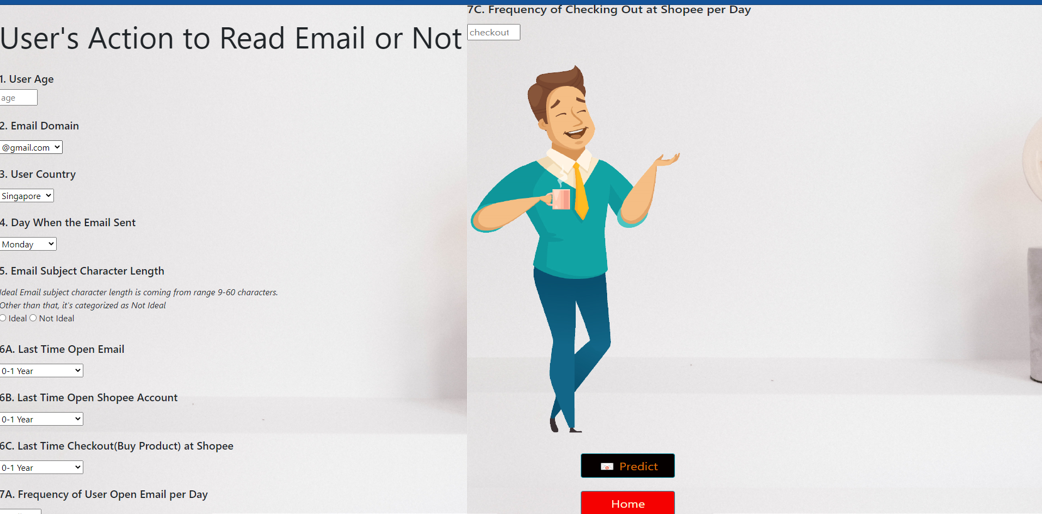 User's Action to Read Email or Not
1. User Age
age
2. Email Domain
@gmail.com
3. User Country
Singapore
4. Day When the Email Sent
Monday
5. Email Subject Character Length
Ideal Email subject character length is coming from range 9-60 characters.
Other than that, it's categorized as Not Ideal
Ideal Not Ideal
6A. Last Time Open Email
0-1 Year
6B. Last Time Open Shopee Account
0-1 Year
6C. Last Time Checkout(Buy Product) at Shopee
0-1 Year
7A. Frequency of User Open Email per Day
7C. Frequency of Checking Out at Shopee per Day
checkout
Predict
Home